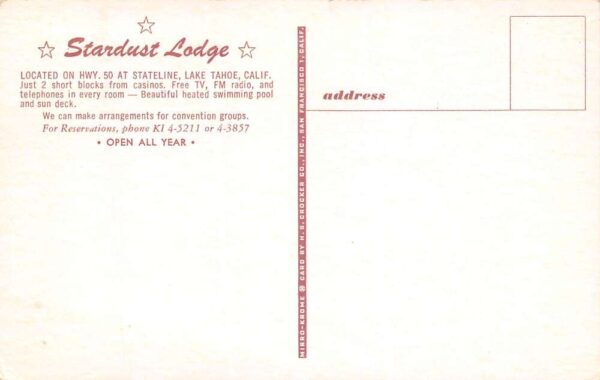 Stardust Lodge
LOCATED ON HWY. 50 AT STATELINE, LAKE TAHOE, CALIF.
Just 2 short blocks from casinos. Free TV, FM radio, and
telephones in every room — Beautiful heated swimming pool
and sun deck.
We can make arrangements for convention groups.
For Reservations, phone KI 4-5211 or 4-3857
• OPEN ALL YEAR •
MIRRO-KROME ® CARD BY H. S. CROCKER CO., INC., SAN FRANCISCO 1, CALIF.
address